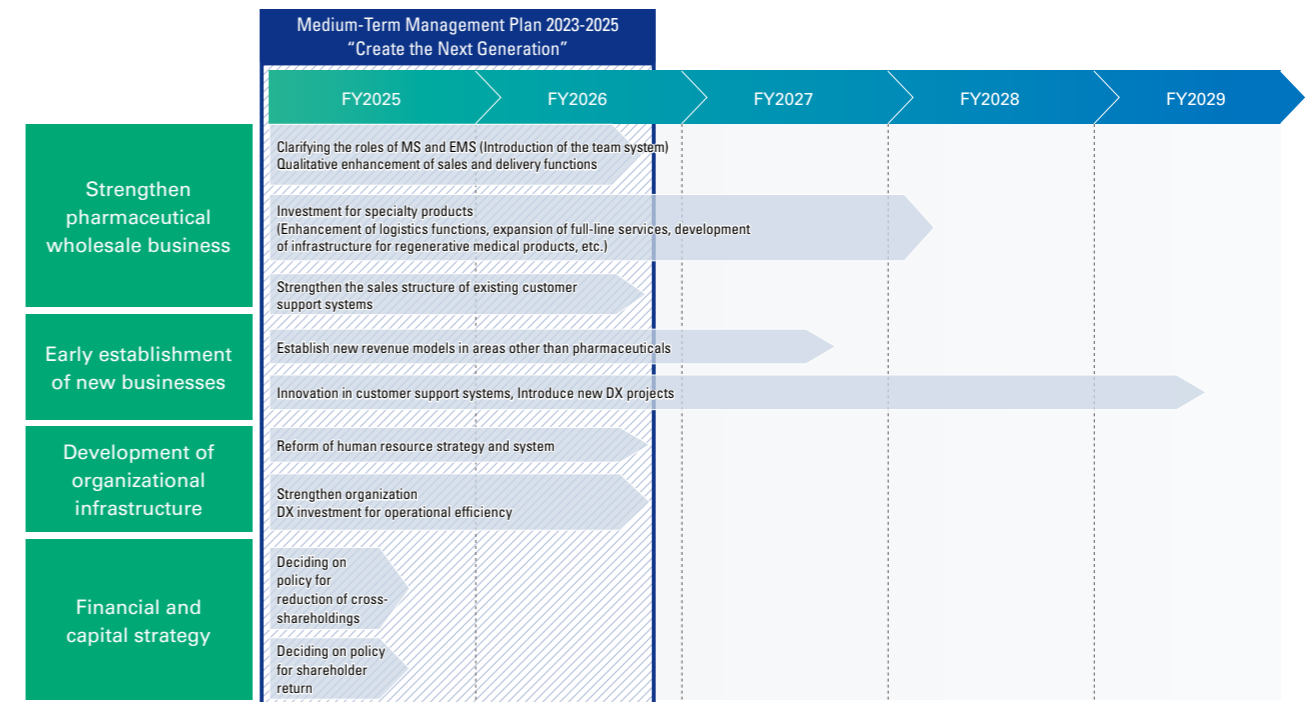 Medium-Term Management Plan 2023-2025
“Create the Next Generation”
FY2025
FY2026
FY2027
FY2028
FY2029
Strengthen
pharmaceutical
wholesale business
Clarifying the roles of MS and EMS (Introduction of the team system)
Qualitative enhancement of sales and delivery functions
Investment for specialty products
(Enhancement of logistics functions, expansion of full-line services, development
of infrastructure for regenerative medical products, etc.)
Strengthen the sales structure of existing customer
support systems
Early establishment
of new businesses
Establish new revenue models in areas other than pharmaceuticals
Innovation in customer support systems, Introduce new DX projects
Development of
organizational
infrastructure
Reform of human resource strategy and system
Strengthen organization
DX investment for operational efficiency
Financial and
capital strategy
Deciding on
policy for
reduction of cross-
shareholdings
Deciding on policy
for shareholder
return